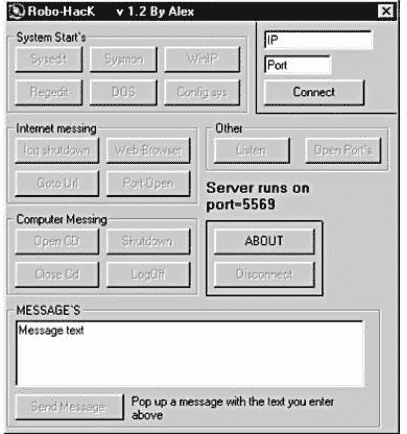 Robo-HacK v 1.2 By Alex
System Start's
Sysedt Sysmon WinIP
Regedit DOS Config.sys
IP
Port
Connect
Internet messing
Icq shutdown Web-Browser
Goto Url Port-Open
Other
Listen Open Port's
Server runs on
port=5569
Computer Messing
Open CD Shutdown
Close Cd LogOff
ABOUT
Disconnect
MESSAGE`S
Message text
Send Message
Pop up a message with the text you enter
above